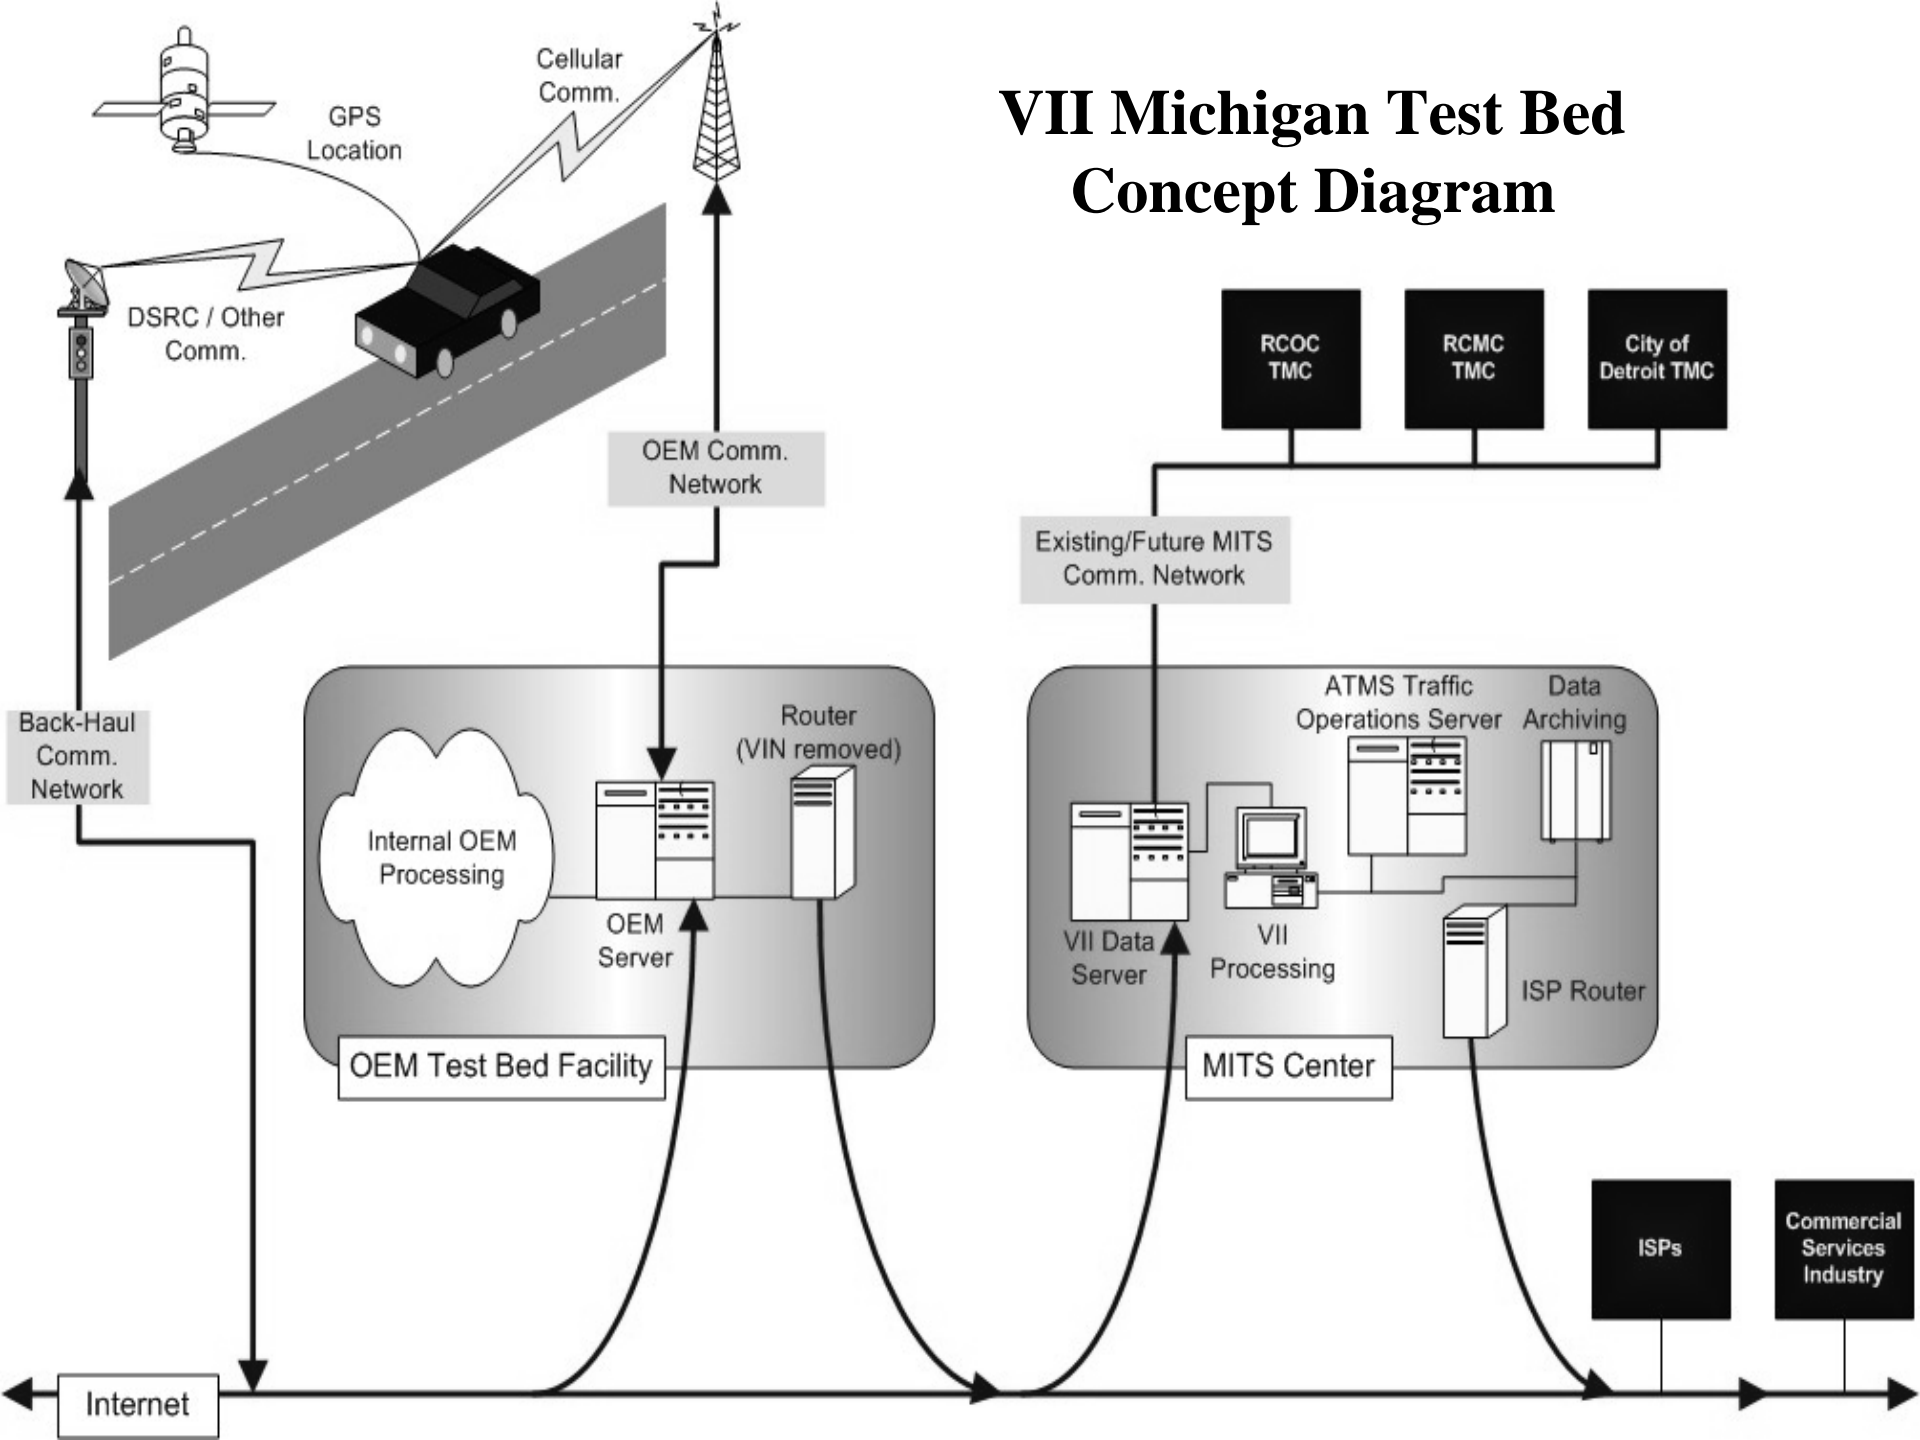 VII Michigan Test Bed
Concept Diagram
Cellular
Comm.
GPS
Location
DSRC / Other
Comm.
OEM Comm.
Network
RCOC
TMC
RCMC
TMC
City of
Detroit TMC
Existing/Future MITS
Comm. Network
Back-Haul
Comm.
Network
Router
(VIN removed)
Internal OEM
Processing
OEM
Server
OEM Test Bed Facility
ATMS Traffic
Operations Server
Data
Archiving
VII Data
Server
VII
Processing
ISP Router
MITS Center
ISPs
Commercial
Services
Industry
Internet